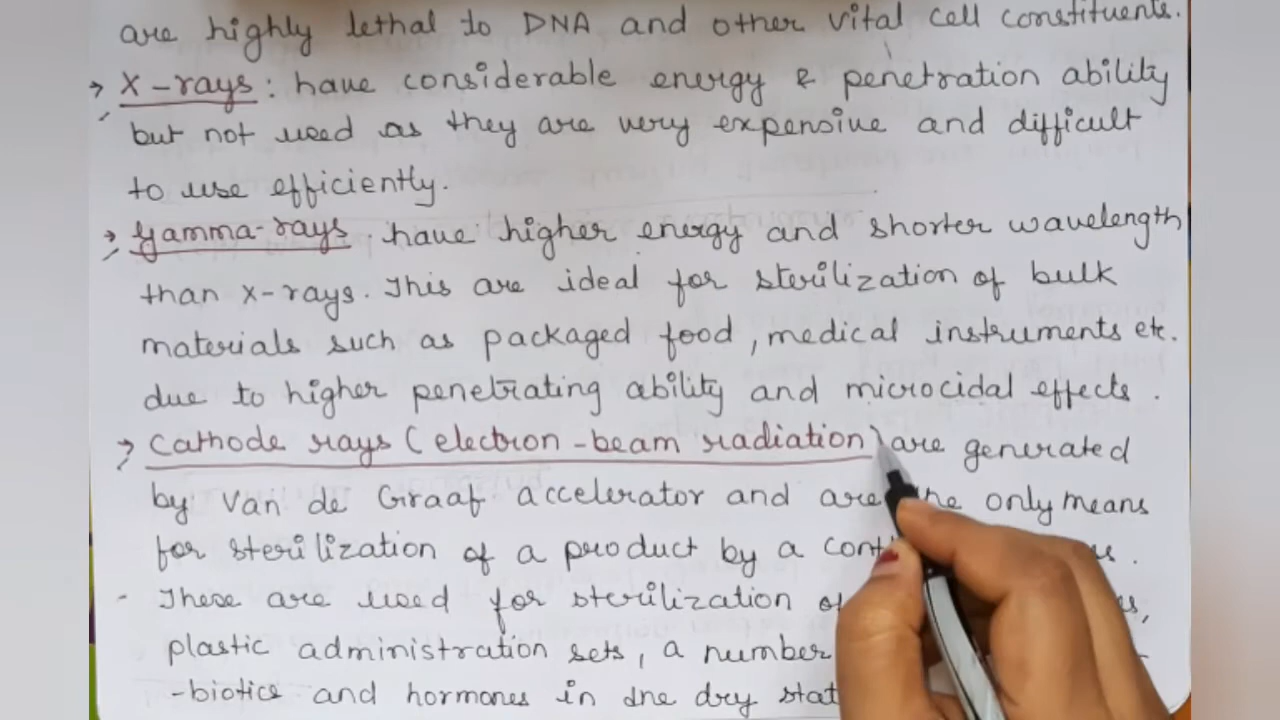 are highly lethal to DNA and other vital cell constituents.
→ X-rays: have considerable energy & penetration ability
but not used as they are very expensive and difficult
to use efficiently.
→ Gamma-rays have higher energy and shorter wavelength
than X-rays. This are ideal for sterilization of bulk
materials such as packaged food, medical instruments etc.
due to higher penetrating ability and microcidal effects.
→ Cathode rays (electron-beam radiation) are generated
by Van de Graaf accelerator and are only means
for sterilization of a product by a
- These are used for sterilization of
plastic administration sets, a number
-biotics and hormones in the dry